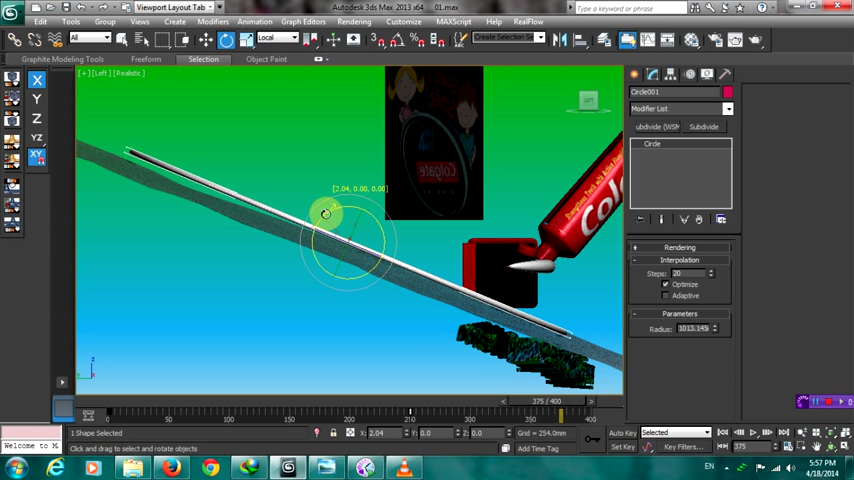 Viewport Layout Tab
Autodesk 3ds Max 2013 x64 01.max
Type a keyword or phrase
Edit Tools Group Views Create Modifiers Animation Graph Editors Rendering Customize MAXScript Help RealFlow
All
Local
Create Selection Se
Graphite Modeling Tools Freeform Selection Object Paint
[+] [Left] [Realistic]
X
Y
Z
YZ
XY
Circle001
Modifier List
ubdivide (WSM
Subdivide
Circle
[2.04, 0.00, 0.00]
Colgate
Colgate
- Rendering
- Interpolation
Steps: 20
Optimize
Adaptive
- Parameters
Radius: 1013.145
375 / 400
0 50 100 150 200 250 300 350 400
1 Shape Selected
X: 2.04 Y: 0.0 Z: 0.0 Grid = 254.0mm
Auto Key Selected
Welcome to M
Click and drag to select and rotate objects
Add Time Tag
Set Key Key Filters...
375
EN
5:57 PM
4/18/2014